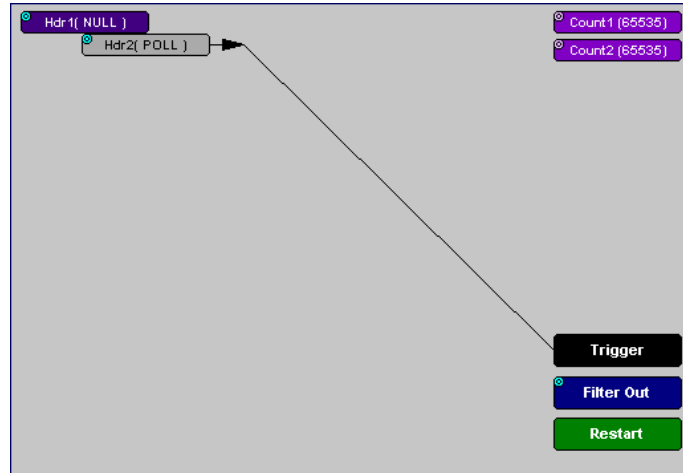 Hdr1( NULL )
Hdr2( POLL )
Count1 (65535)
Count2 (65535)
Trigger
Filter Out
Restart